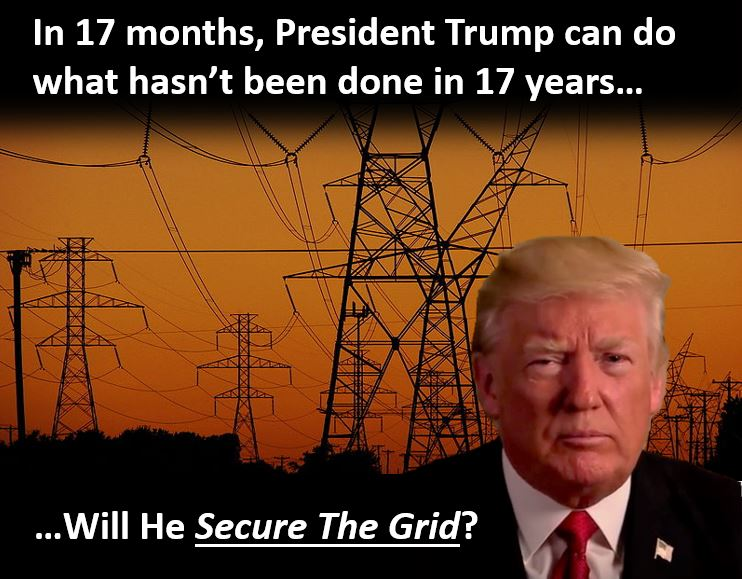 In 17 months, President Trump can do
what hasn’t been done in 17 years...
...Will He Secure The Grid?